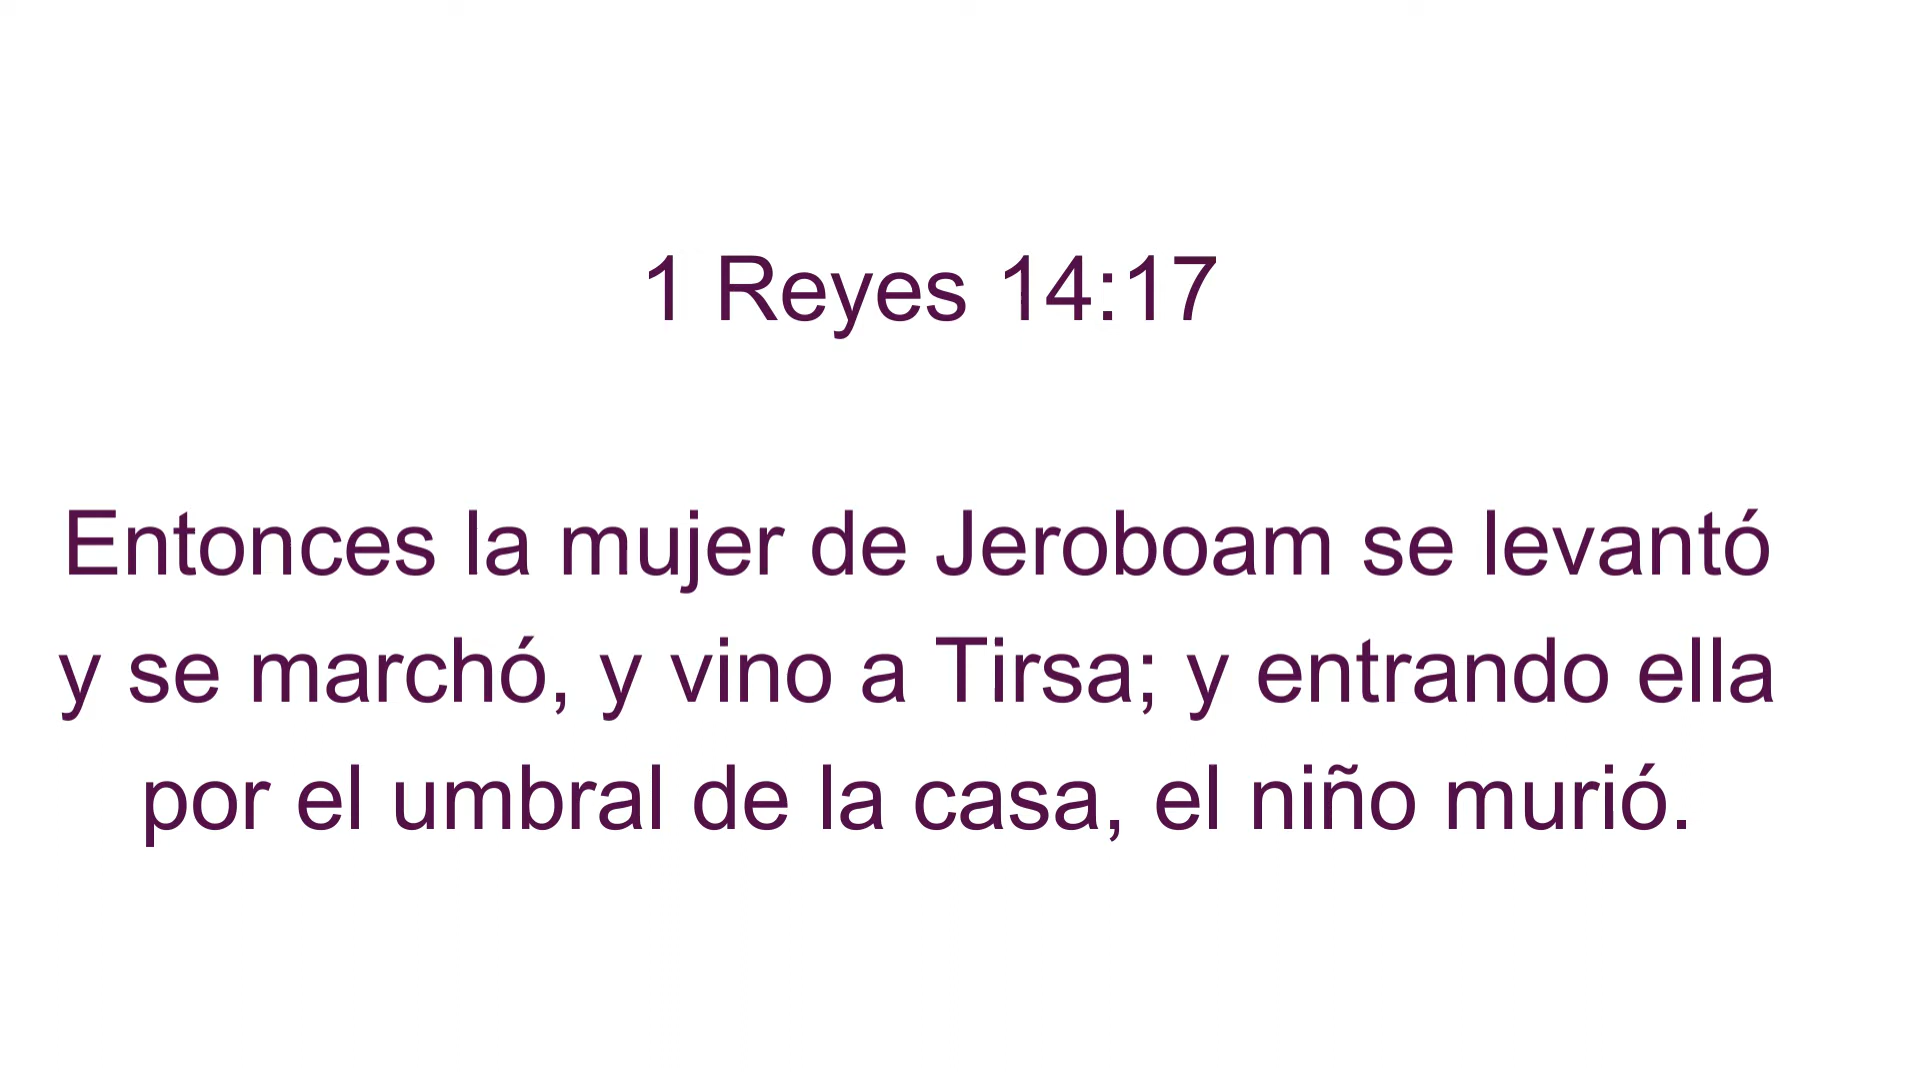 1 Reyes 14:17
Entonces la mujer de Jeroboam se levantó
y se marchó, y vino a Tirsa; y entrando ella
por el umbral de la casa, el niño murió.